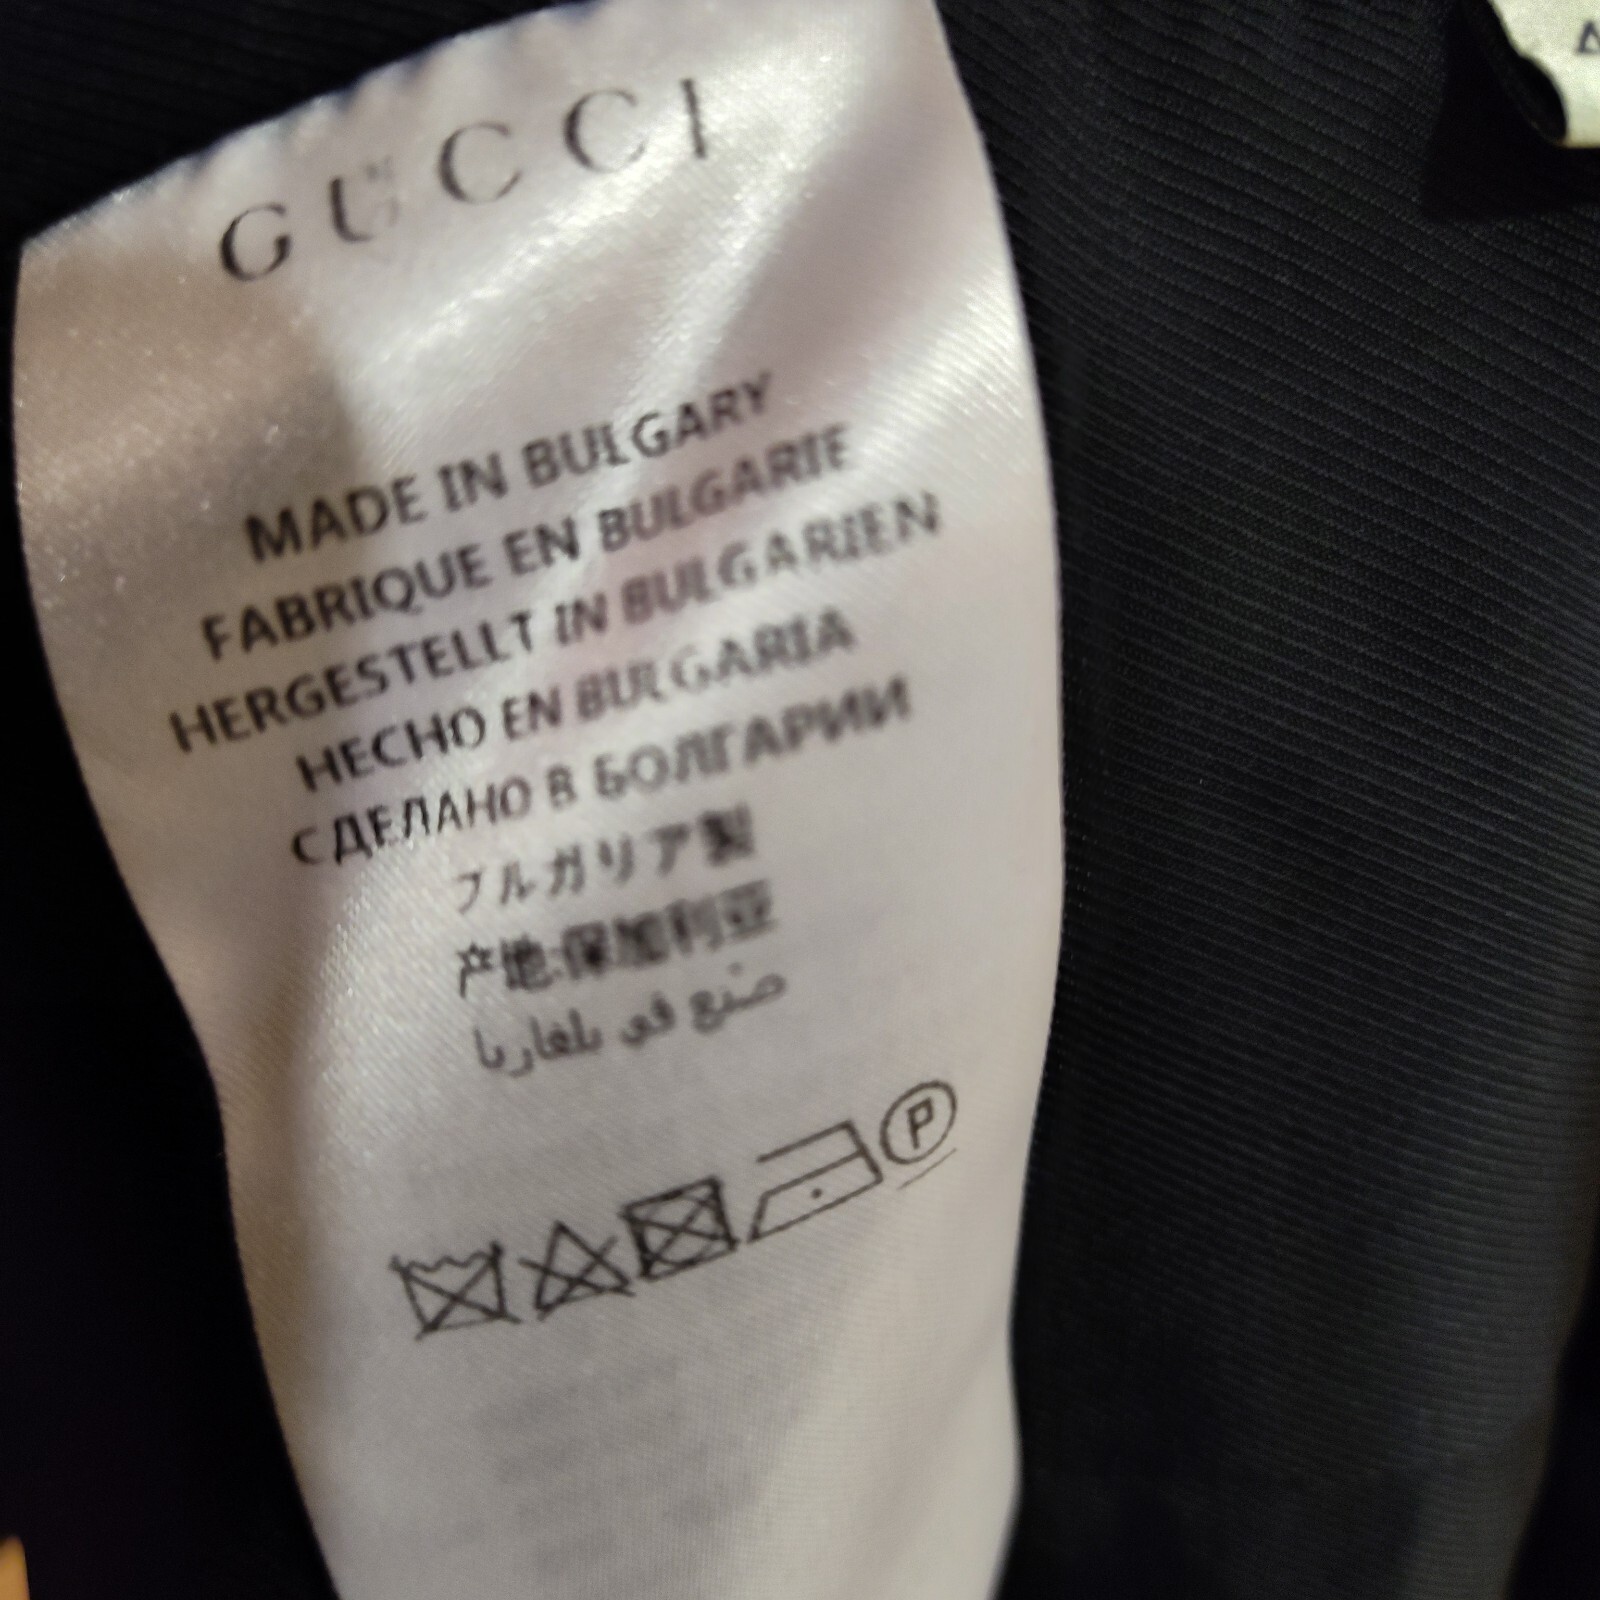 GUCCI
MADE IN BULGARY
FABRIQUE EN BULGARIE
HERGESTELLT IN BULGARIEN
HECHO EN BULGARIA
СДЕЛАНО В БОЛГАРИИ
ブルガリア製
产地:保加利亚
صنع في بلغاريا
P